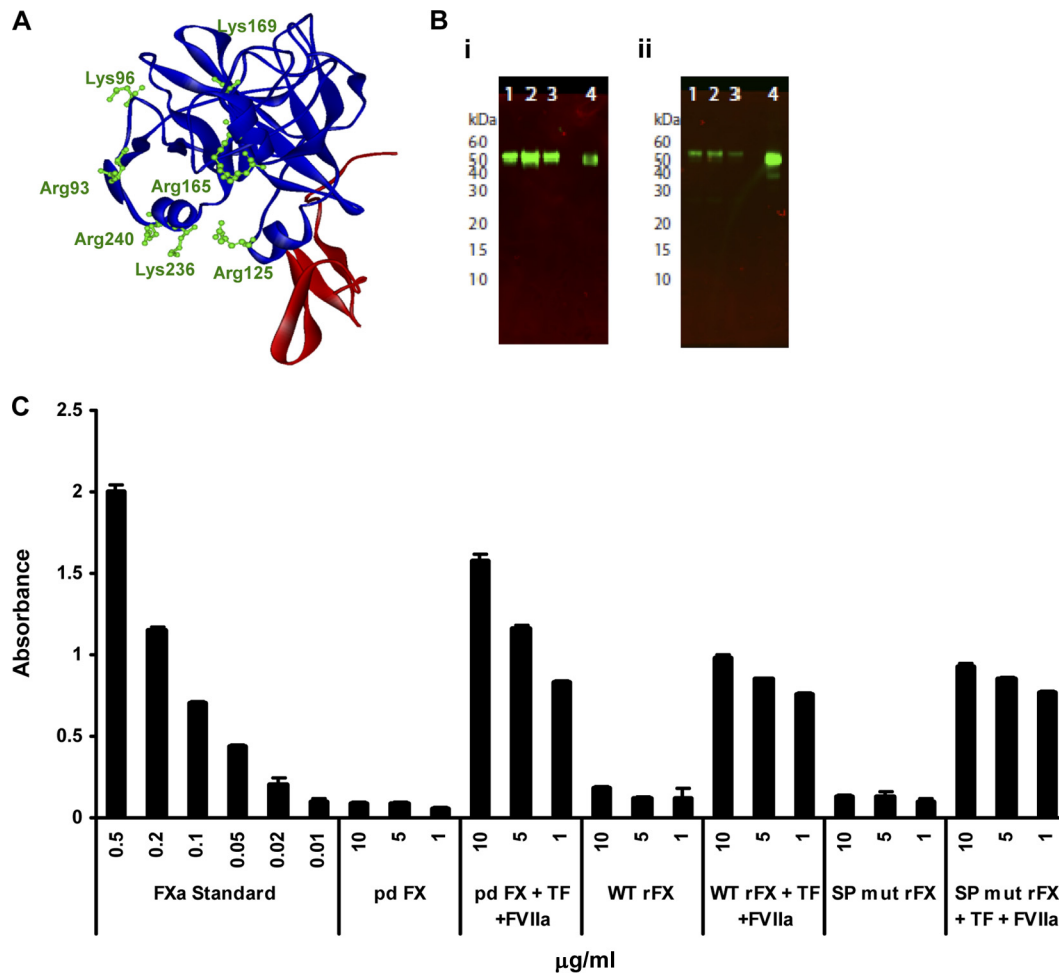 A
Lys169
Lys96
Arg93
Arg165
Arg240
Lys236
Arg125
B
i
1 2 3 4
kDa
60
50
40
30
20
15
10
ii
1 2 3 4
kDa
60
50
40
30
20
15
10
C
Absorbance
2.5
2
1.5
1
0.5
0
0.5 0.2 0.1 0.05 0.02 0.01 10 5 1 10 5 1 10 5 1 10 5 1 10 5 1 10 5 1
FXa Standard
pd FX
pd FX + TF
+FVIIa
WT rFX
WT rFX + TF
+FVIIa
SP mut rFX
SP mut rFX
+ TF + FVIIa
µg/ml